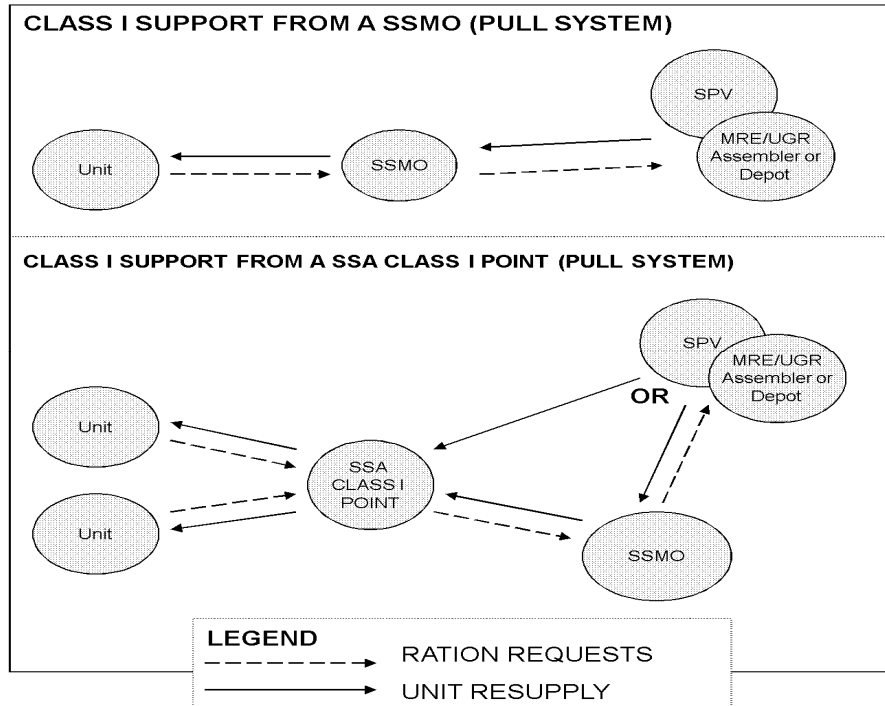 CLASS I SUPPORT FROM A SSMO (PULL SYSTEM)
SPV
MRE/UGR
Assembler or
Depot
Unit
SSMO
CLASS I SUPPORT FROM A SSA CLASS I POINT (PULL SYSTEM)
SPV
MRE/UGR
Assembler or
Depot
OR
Unit
SSA
CLASS I
POINT
Unit
SSMO
LEGEND
RATION REQUESTS
UNIT RESUPPLY